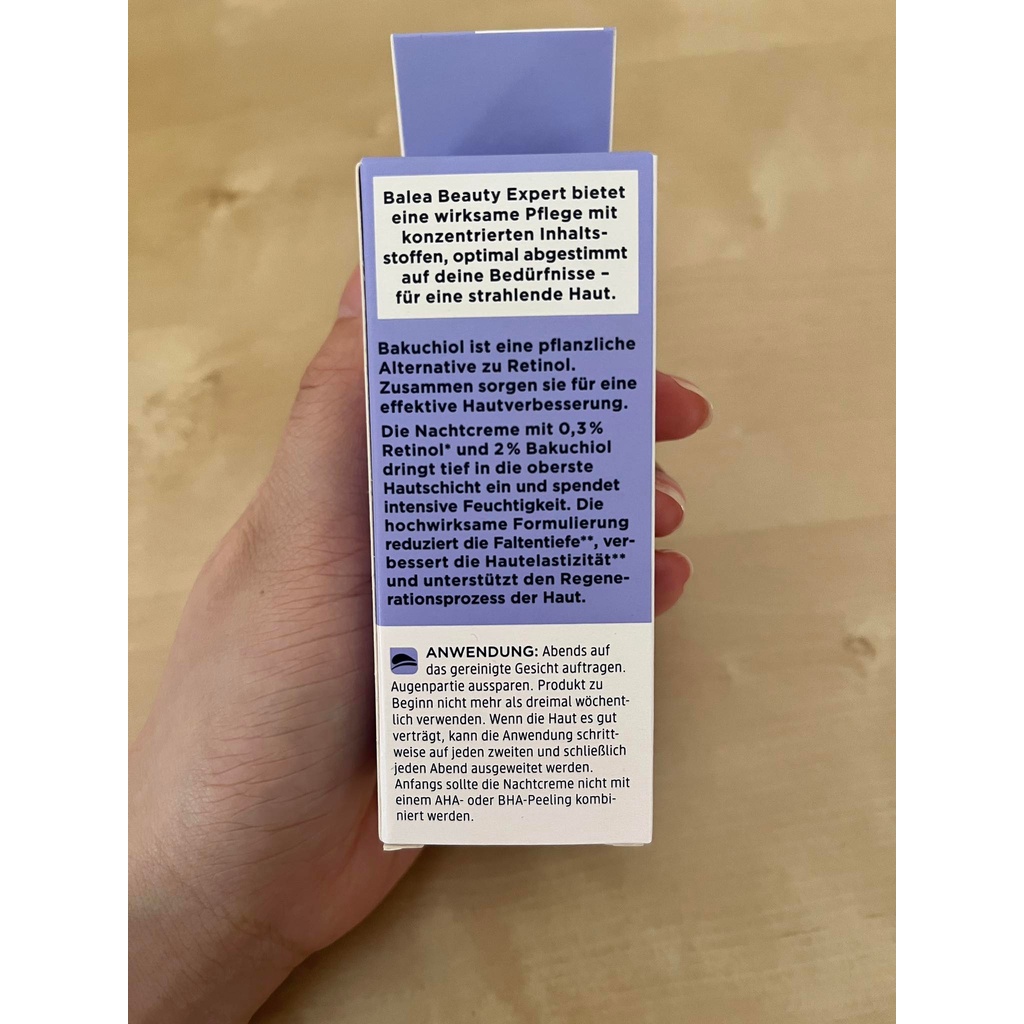 Balea Beauty Expert bietet
eine wirksame Pflege mit
konzentrierten Inhalts-
stoffen, optimal abgestimmt
auf deine Bedürfnisse –
für eine strahlende Haut.
Bakuchiol ist eine pflanzliche
Alternative zu Retinol.
Zusammen sorgen sie für eine
effektive Hautverbesserung.
Die Nachtcreme mit 0,3%
Retinol* und 2% Bakuchiol
dringt tief in die oberste
Hautschicht ein und spendet
intensive Feuchtigkeit. Die
hochwirksame Formulierung
reduziert die Faltentiefe**, ver-
bessert die Hautelastizität**
und unterstützt den Regene-
rationsprozess der Haut.
ANWENDUNG: Abends auf
das gereinigte Gesicht auftragen.
Augenpartie aussparen. Produkt zu
Beginn nicht mehr als dreimal wöchent-
lich verwenden. Wenn die Haut es gut
verträgt, kann die Anwendung schritt-
weise auf jeden zweiten und schließlich
jeden Abend ausgeweitet werden.
Anfangs sollte die Nachtcreme nicht mit
einem AHA- oder BHA-Peeling kombi-
niert werden.